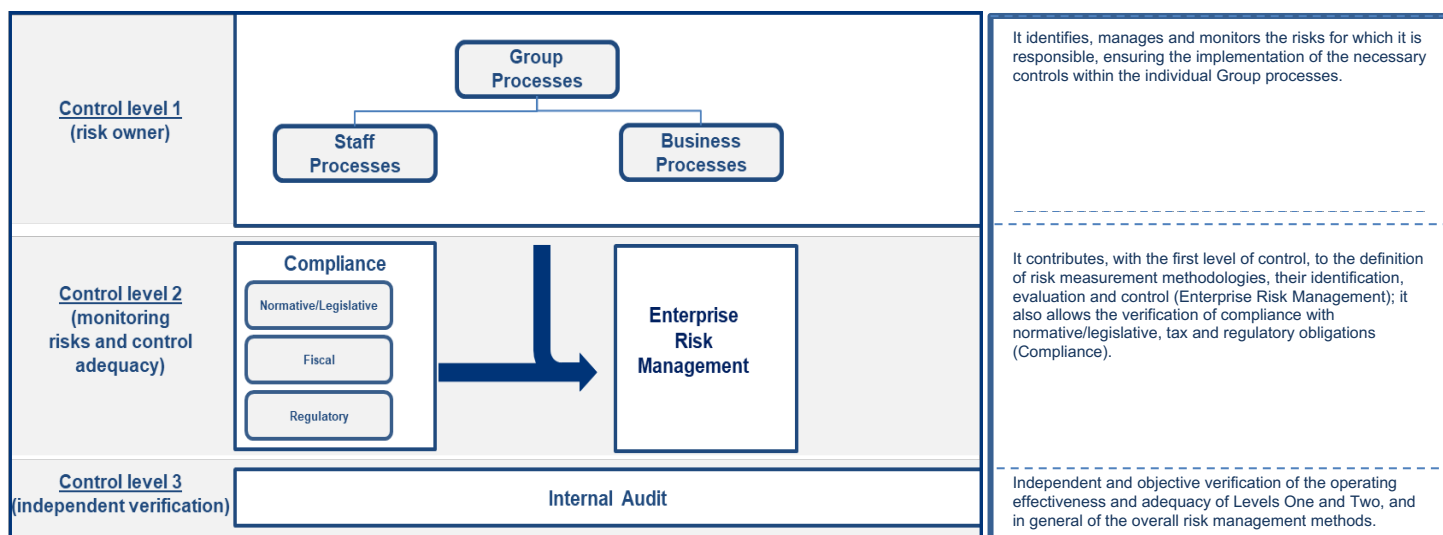 Control level 1
(risk owner)
Group
Processes
Staff
Processes
Business
Processes
It identifies, manages and monitors the risks for which it is
responsible, ensuring the implementation of the necessary
controls within the individual Group processes.
Control level 2
(monitoring
risks and control
adequacy)
Compliance
Normative/Legislative
Fiscal
Regulatory
Enterprise
Risk
Management
It contributes, with the first level of control, to the definition
of risk measurement methodologies, their identification,
evaluation and control (Enterprise Risk Management); it
also allows the verification of compliance with
normative/legislative, tax and regulatory obligations
(Compliance).
Control level 3
(independent verification)
Internal Audit
Independent and objective verification of the operating
effectiveness and adequacy of Levels One and Two, and
in general of the overall risk management methods.